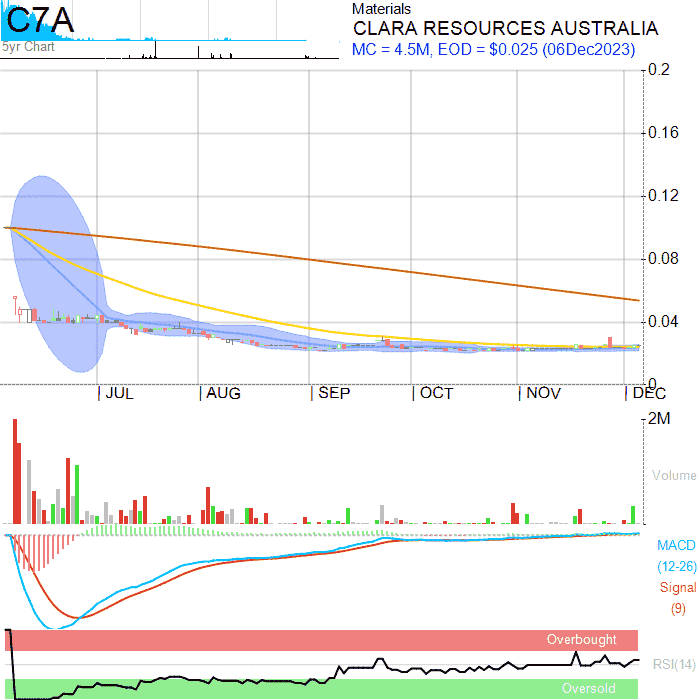 C7A
5yr Chart
Materials
CLARA RESOURCES AUSTRALIA
MC = 4.5M, EOD = $0.025 (06Dec2023)
0.2
0.16
0.12
0.08
0.04
0
JUL AUG SEP OCT NOV DEC
2M
Volume
MACD
(12-26)
Signal
(9)
Overbought
RSI(14)
Oversold